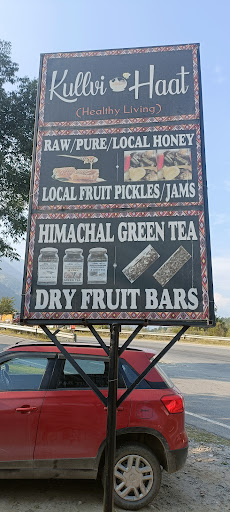 Kullvi Haat
(Healthy Living)
RAW/PURE/LOCAL HONEY
LOCAL FRUIT PICKLES/JAMS
HIMACHAL GREEN TEA
DRY FRUIT BARS